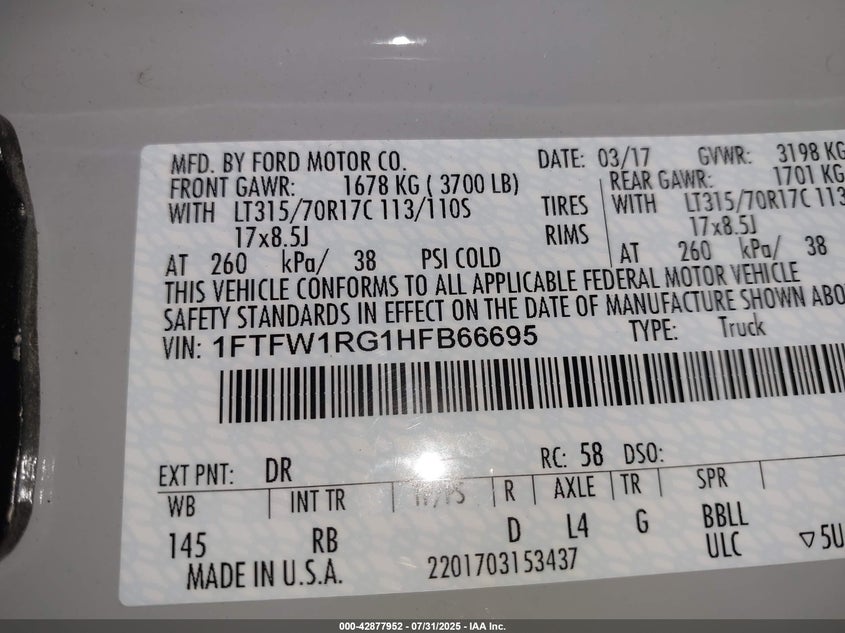 MFD. BY FORD MOTOR CO. DATE: 03/17 GVWR: 3198 KG
FRONT GAWR: 1678 KG ( 3700 LB) REAR GAWR: 1701 KG
WITH LT315/70R17C 113/110S TIRES WITH LT315/70R17C 113
17x8.5J RIMS 17x8.5J
AT 260 kPa/ 38 PSI COLD AT 260 kPa/ 38
THIS VEHICLE CONFORMS TO ALL APPLICABLE FEDERAL MOTOR VEHICLE
SAFETY STANDARDS IN EFFECT ON THE DATE OF MANUFACTURE SHOWN ABO
VIN: 1FTFW1RG1HFB66695 TYPE: Truck
EXT PNT: DR RC: 58 DSO:
WB INT TR TP/PS R AXLE TR SPR
145 RB D L4 G BBLL
ULC 5U
MADE IN U.S.A. 2201703153437
000-42877952 | 07/31/2025 - IAA, Inc.